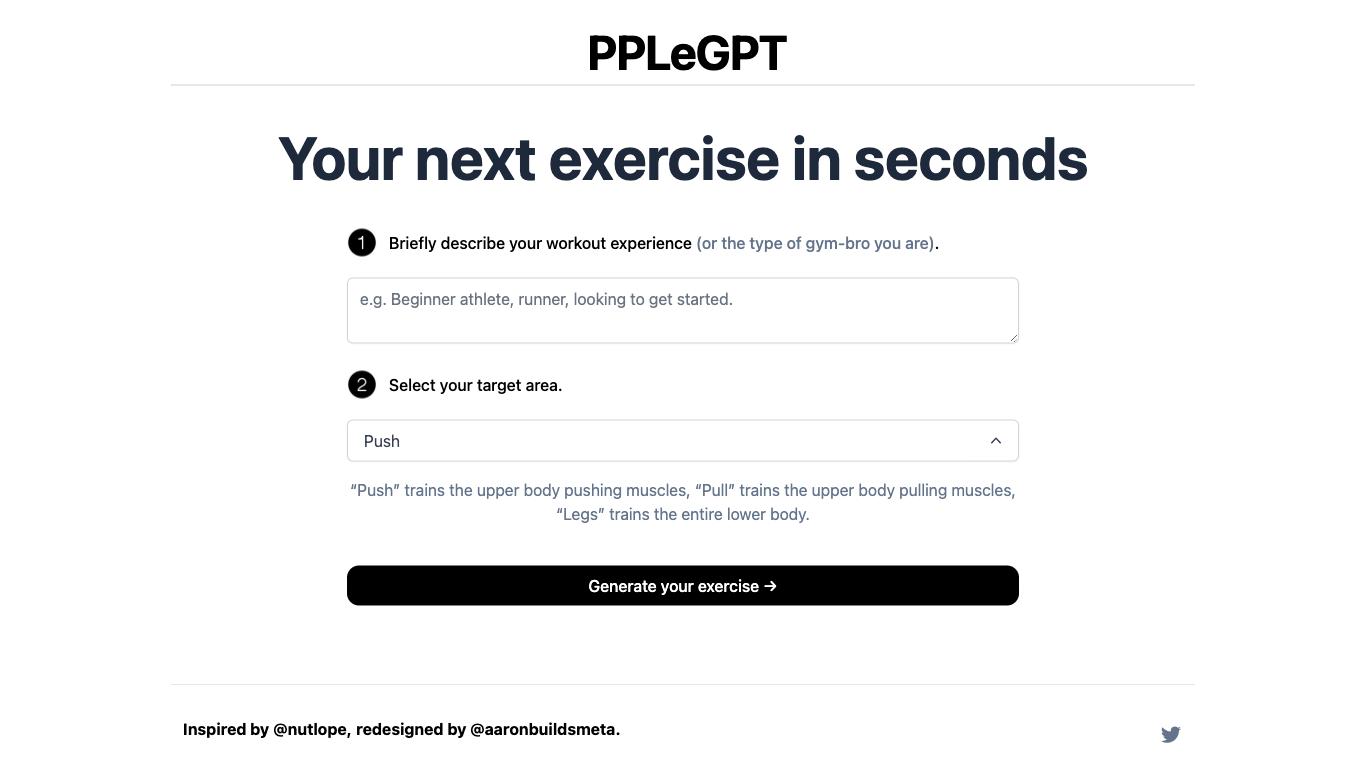 PPLeGPT
Your next exercise in seconds
1 Briefly describe your workout experience (or the type of gym-bro you are).
e.g. Beginner athlete, runner, looking to get started.
2 Select your target area.
Push
“Push” trains the upper body pushing muscles, “Pull” trains the upper body pulling muscles,
“Legs” trains the entire lower body.
Generate your exercise →
Inspired by @nutlope, redesigned by @aaronbuildsmeta.